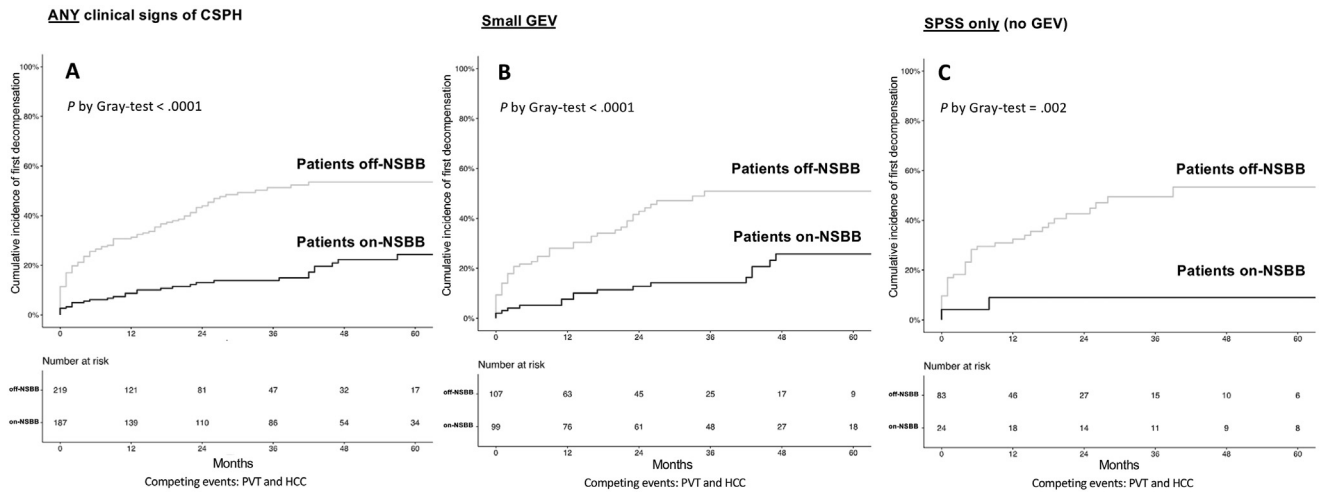 ANY clinical signs of CSPH
A
P by Gray-test < .0001
Cumulative incidence of first decompensation
100%
80%
60%
40%
20%
0%
Patients off-NSBB
Patients on-NSBB
0 12 24 36 48 60
Number at risk
off-NSBB 219 121 81 47 32 17
on-NSBB 187 139 110 86 54 34
0 12 24 36 48 60
Months
Competing events: PVT and HCC
Small GEV
B
P by Gray-test < .0001
Cumulative incidence of first decompensation
100%
80%
60%
40%
20%
0%
Patients off-NSBB
Patients on-NSBB
0 12 24 36 48 60
Number at risk
off-NSBB 107 63 45 25 17 9
on-NSBB 99 76 61 48 27 18
0 12 24 36 48 60
Months
Competing events: PVT and HCC
SPSS only (no GEV)
C
P by Gray-test = .002
Cumulative incidence of first decompensation
100%
80%
60%
40%
20%
0%
Patients off-NSBB
Patients on-NSBB
0 12 24 36 48 60
Number at risk
off-NSBB 83 46 27 15 10 6
on-NSBB 24 18 14 11 9 8
0 12 24 36 48 60
Months
Competing events: PVT and HCC